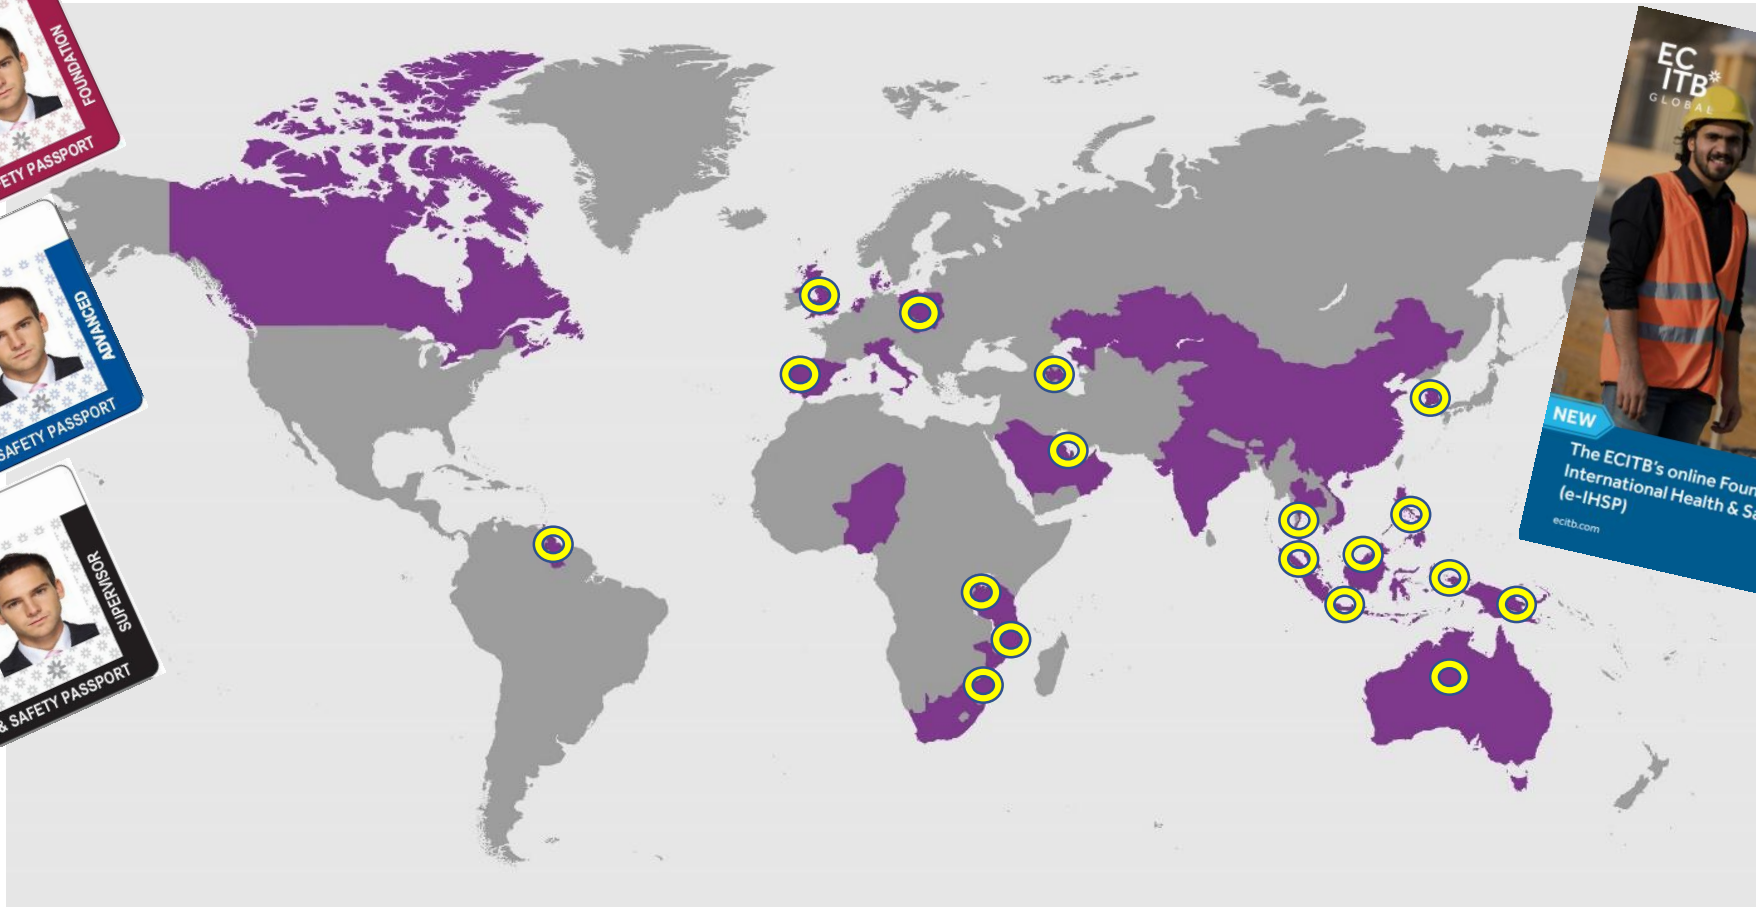 FOUNDATION
ETY PASSPORT
ADVANCED
SAFETY PASSPORT
SUPERVISOR
& SAFETY PASSPORT
EC
ITB
GLOBAL
NEW
The ECITB's online Foun
International Health & Sa
(e-IHSP)
ecitb.com